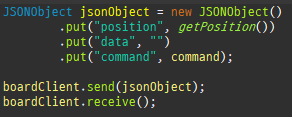 JSONObject jsonObject = new JSONObject()
.put("position", getPosition())
.put("data", "")
.put("command", command);
boardClient.send(jsonObject);
boardClient.receive();